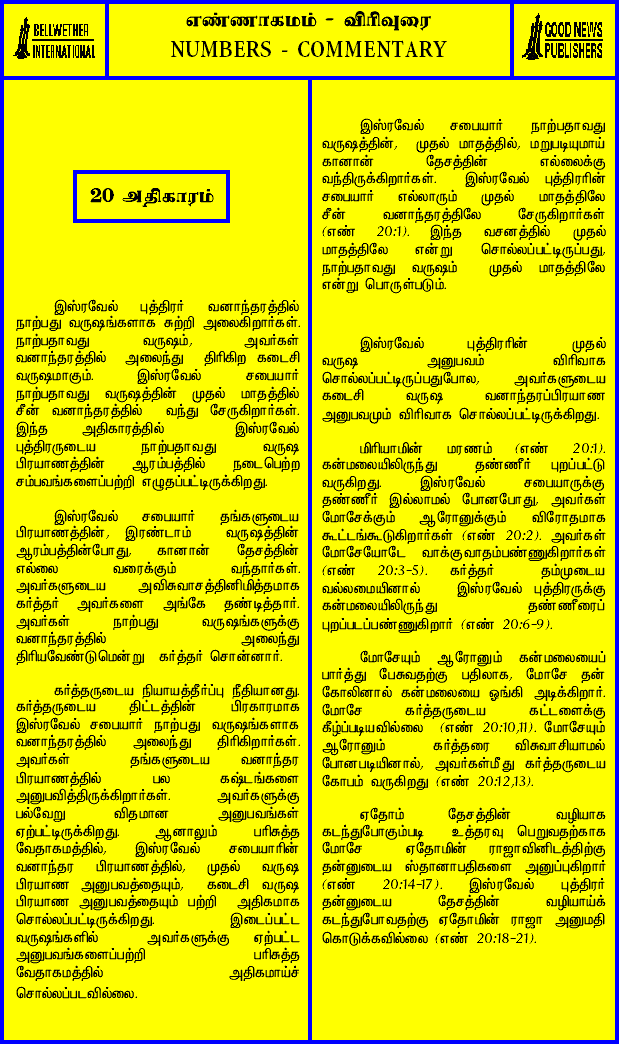 BELLWETHER
INTERNATIONAL
எண்ணாகமம் - விரிவுரை
NUMBERS - COMMENTARY
GOOD NEWS
PUBLISHERS
20 அதிகாரம்
இஸ்ரவேல் புத்திரர் வனாந்தரத்தில்
நாற்பது வருஷங்களாக சுற்றி அலைகிறார்கள்.
நாற்பதாவது வருஷம், அவர்கள்
வனாந்தரத்தில் அலைந்து திரிகிற கடைசி
வருஷமாகும். இஸ்ரவேல் சபையார்
நாற்பதாவது வருஷத்தின் முதல் மாதத்தில்
சீன் வனாந்தரத்தில் வந்து சேருகிறார்கள்.
இந்த அதிகாரத்தில் இஸ்ரவேல்
புத்திரருடைய நாற்பதாவது வருஷ
பிரயாணத்தின் ஆரம்பத்தில் நடைபெற்ற
சம்பவங்களைப்பற்றி எழுதப்பட்டிருக்கிறது.
இஸ்ரவேல் சபையார் தங்களுடைய
பிரயாணத்தின், இரண்டாம் வருஷத்தின்
ஆரம்பத்தின்போது, கானான் தேசத்தின்
எல்லை வரைக்கும் வந்தார்கள்.
அவர்களுடைய அவிசுவாசத்தினிமித்தமாக
கர்த்தர் அவர்களை அங்கே தண்டித்தார்.
அவர்கள் நாற்பது வருஷங்களுக்கு
வனாந்தரத்தில் அலைந்து
திரியவேண்டுமென்று கர்த்தர் சொன்னார்.
கர்த்தருடைய நியாயத்தீர்ப்பு நீதியானது.
கர்த்தருடைய திட்டத்தின் பிரகாரமாக
இஸ்ரவேல் சபையார் நாற்பது வருஷங்களாக
வனாந்தரத்தில் அலைந்து திரிகிறார்கள்.
அவர்கள் தங்களுடைய வனாந்தர
பிரயாணத்தில் பல கஷ்டங்களை
அனுபவித்திருக்கிறார்கள். அவர்களுக்கு
பல்வேறு விதமான அனுபவங்கள்
ஏற்பட்டிருக்கிறது. ஆனாலும் பரிசுத்த
வேதாகமத்தில், இஸ்ரவேல் சபையாரின்
வனாந்தர பிரயாணத்தில், முதல் வருஷ
பிரயாண அனுபவத்தையும், கடைசி வருஷ
பிரயாண அனுபவத்தையும் பற்றி அதிகமாக
சொல்லப்பட்டிருக்கிறது. இடைப்பட்ட
வருஷங்களில் அவர்களுக்கு ஏற்பட்ட
அனுபவங்களைப்பற்றி பரிசுத்த
வேதாகமத்தில் அதிகமாய்ச்
சொல்லப்படவில்லை.
இஸ்ரவேல் சபையார் நாற்பதாவது
வருஷத்தின், முதல் மாதத்தில், மறுபடியுமாய்
கானான் தேசத்தின் எல்லைக்கு
வந்திருக்கிறார்கள். இஸ்ரவேல் புத்திரரின்
சபையார் எல்லாரும் முதல் மாதத்திலே
சீன் வனாந்தரத்திலே சேருகிறார்கள்
(எண் 20:1). இந்த வசனத்தில் முதல்
மாதத்திலே என்று சொல்லப்பட்டிருப்பது,
நாற்பதாவது வருஷம் முதல் மாதத்திலே
என்று பொருள்படும்.
இஸ்ரவேல் புத்திரரின் முதல்
வருஷ அனுபவம் விரிவாக
சொல்லப்பட்டிருப்பதுபோல, அவர்களுடைய
கடைசி வருஷ வனாந்தரப்பிரயாண
அனுபவமும் விரிவாக சொல்லப்பட்டிருக்கிறது.
மிரியாமின் மரணம் (எண் 20:1).
கன்மலையிலிருந்து தண்ணீர் புறப்பட்டு
வருகிறது. இஸ்ரவேல் சபையாருக்கு
தண்ணீர் இல்லாமல் போனபோது, அவர்கள்
மோசேக்கும் ஆரோனுக்கும் விரோதமாக
கூட்டங்கூடுகிறார்கள் (எண் 20:2). அவர்கள்
மோசேயோடே வாக்குவாதம்பண்ணுகிறார்கள்
(எண் 20:3-5). கர்த்தர் தம்முடைய
வல்லமையினால் இஸ்ரவேல் புத்திரருக்கு
கன்மலையிலிருந்து தண்ணீரைப்
புறப்படப்பண்ணுகிறார் (எண் 20:6-9).
மோசேயும் ஆரோனும் கன்மலையைப்
பார்த்து பேசுவதற்கு பதிலாக, மோசே தன்
கோலினால் கன்மலையை ஓங்கி அடிக்கிறார்.
மோசே கர்த்தருடைய கட்டளைக்கு
கீழ்ப்படியவில்லை (எண் 20:10,11). மோசேயும்
ஆரோனும் கர்த்தரை விசுவாசியாமல்
போனபடியினால், அவர்கள்மீது கர்த்தருடைய
கோபம் வருகிறது (எண் 20:12,13).
ஏதோம் தேசத்தின் வழியாக
கடந்துபோகும்படி உத்தரவு பெறுவதற்காக
மோசே ஏதோமின் ராஜாவினிடத்திற்கு
தன்னுடைய ஸ்தானாபதிகளை அனுப்புகிறார்
(எண் 20:14-17). இஸ்ரவேல் புத்திரர்
தன்னுடைய தேசத்தின் வழியாய்க்
கடந்துபோவதற்கு ஏதோமின் ராஜா அனுமதி
கொடுக்கவில்லை (எண் 20:18-21).